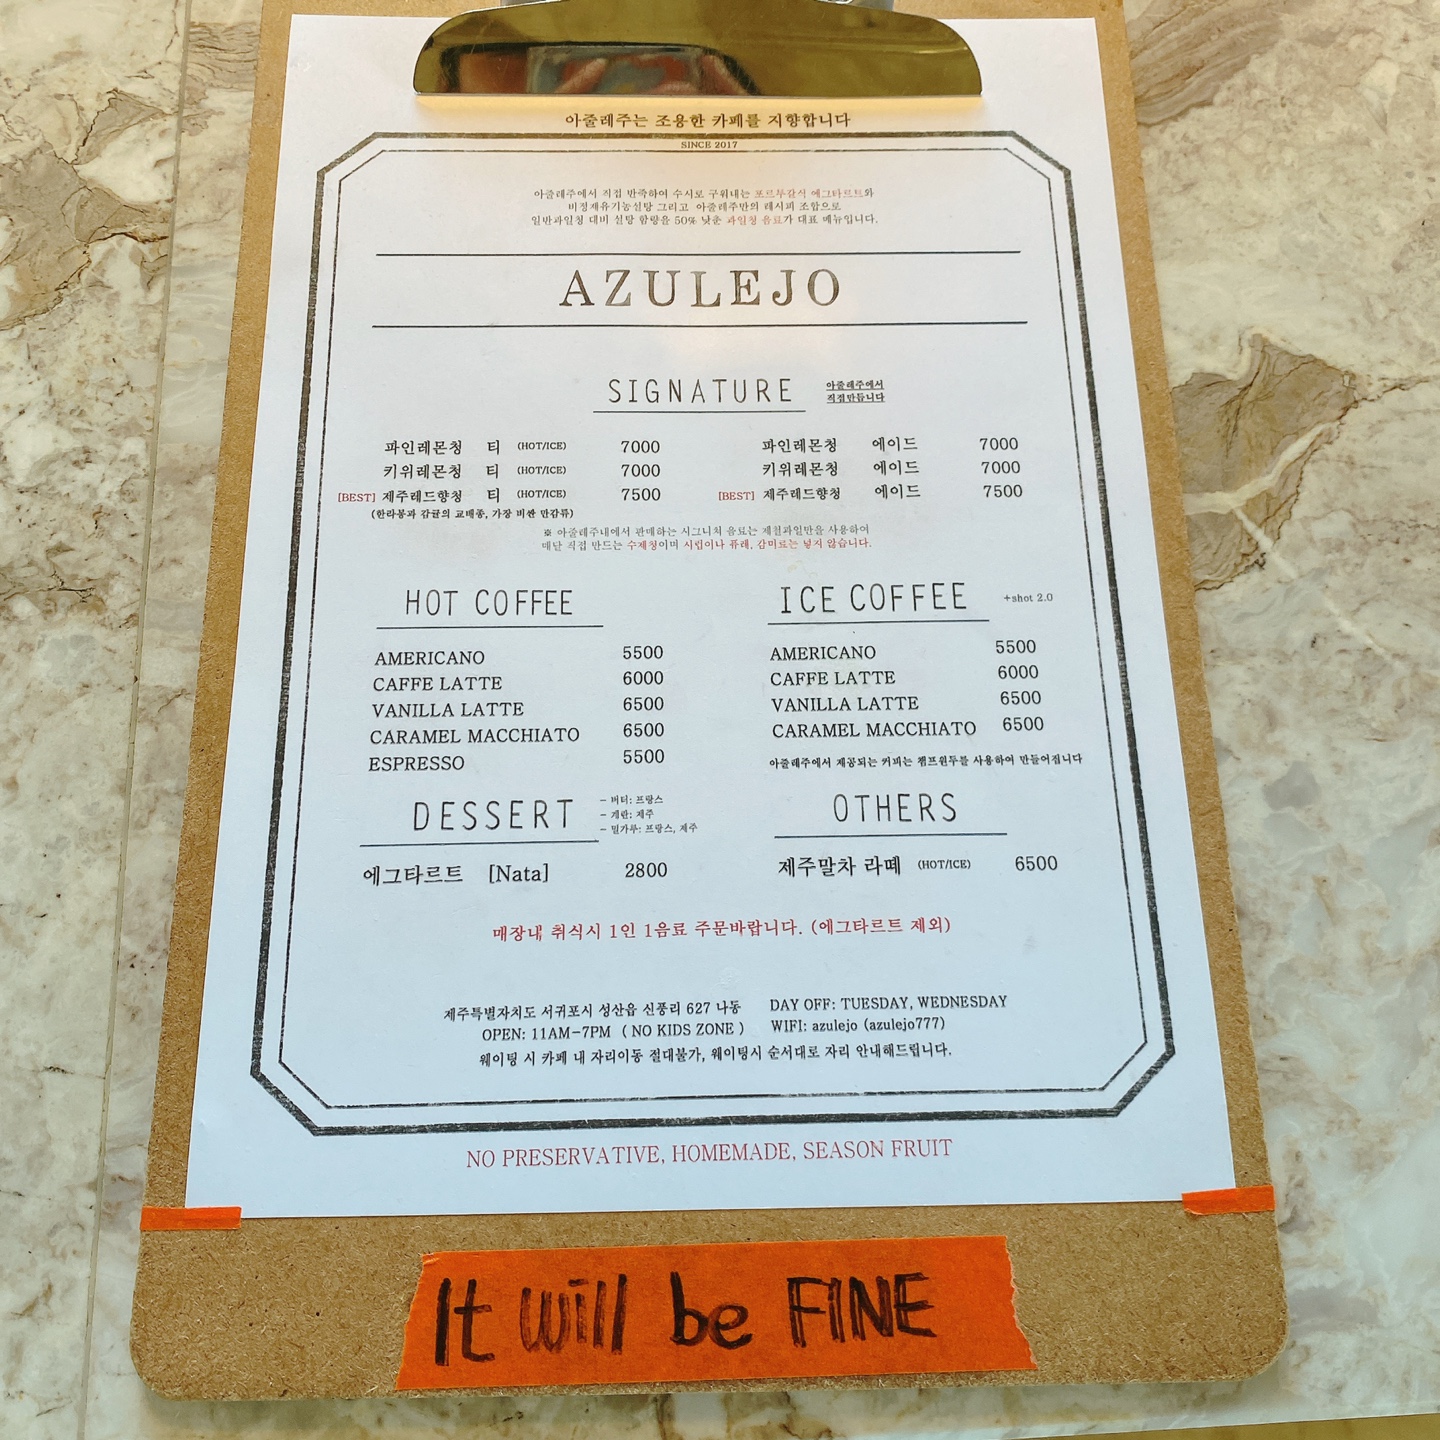 아줄레주는 조용한 카페를 지향합니다
SINCE 2017
아줄레주에서 직접 반죽하여 수시로 구워내는 포르투갈식 에그타르트와
비정제유기농설탕 그리고 아줄레주만의 레시피 조합으로
일반과일청 대비 설탕 함량을 50% 낮춘 과일청 음료가 대표 메뉴입니다.
AZULEJO
SIGNATURE 아줄레주에서
직접만듭니다
파인레몬청 티 (HOT/ICE) 7000
키위레몬청 티 (HOT/ICE) 7000
[BEST] 제주레드향청 티 (HOT/ICE) 7500
(한라봉과 감귤의 교배종, 가장 비싼 만감류)
파인레몬청 에이드 7000
키위레몬청 에이드 7000
[BEST] 제주레드향청 에이드 7500
※ 아줄레주내에서 판매하는 시그니처 음료는 제철과일만을 사용하여
매달 직접 만드는 수제청이며 시럽이나 퓨레, 감미료는 넣지 않습니다.
HOT COFFEE
AMERICANO 5500
CAFFE LATTE 6000
VANILLA LATTE 6500
CARAMEL MACCHIATO 6500
ESPRESSO 5500
ICE COFFEE +shot 2.0
AMERICANO 5500
CAFFE LATTE 6000
VANILLA LATTE 6500
CARAMEL MACCHIATO 6500
아줄레주에서 제공되는 커피는 챔프원두를 사용하여 만들어집니다
DESSERT
- 버터: 프랑스
- 계란: 제주
- 밀가루: 프랑스, 제주
에그타르트 [Nata] 2800
OTHERS
제주말차 라떼 (HOT/ICE) 6500
매장내 취식시 1인 1음료 주문바랍니다. (에그타르트 제외)
제주특별자치도 서귀포시 성산읍 신풍리 627 나동 DAY OFF: TUESDAY, WEDNESDAY
OPEN: 11AM-7PM ( NO KIDS ZONE ) WIFI: azulejo (azulejo777)
웨이팅 시 카페 내 자리이동 절대불가, 웨이팅시 순서대로 자리 안내해드립니다.
NO PRESERVATIVE, HOMEMADE, SEASON FRUIT
It will be FINE